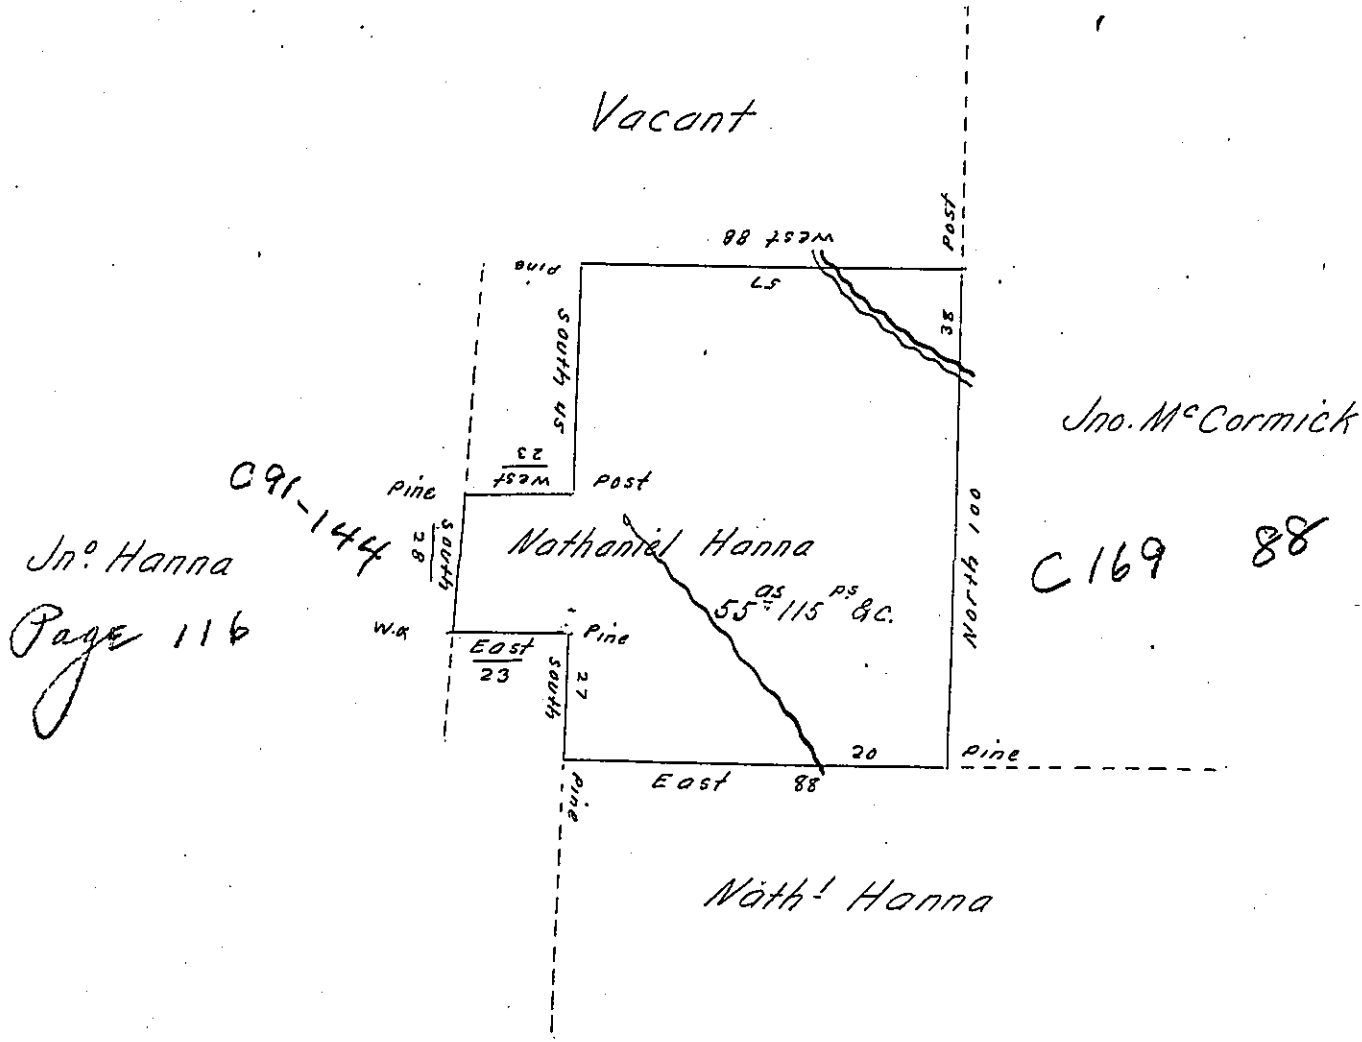 Vacant
Post
West 88
Pine
57
38
South 45
Jno. McCormick
West
23
Pine
Post
C91-144
South
28
Nathaniel Hanna
North 100
C169 88
Jno. Hanna
55 as 115 ps &c.
Page 116
W.o
Pine
East
23
South
27
20
Pine
East 88
Pine
Nathl Hanna